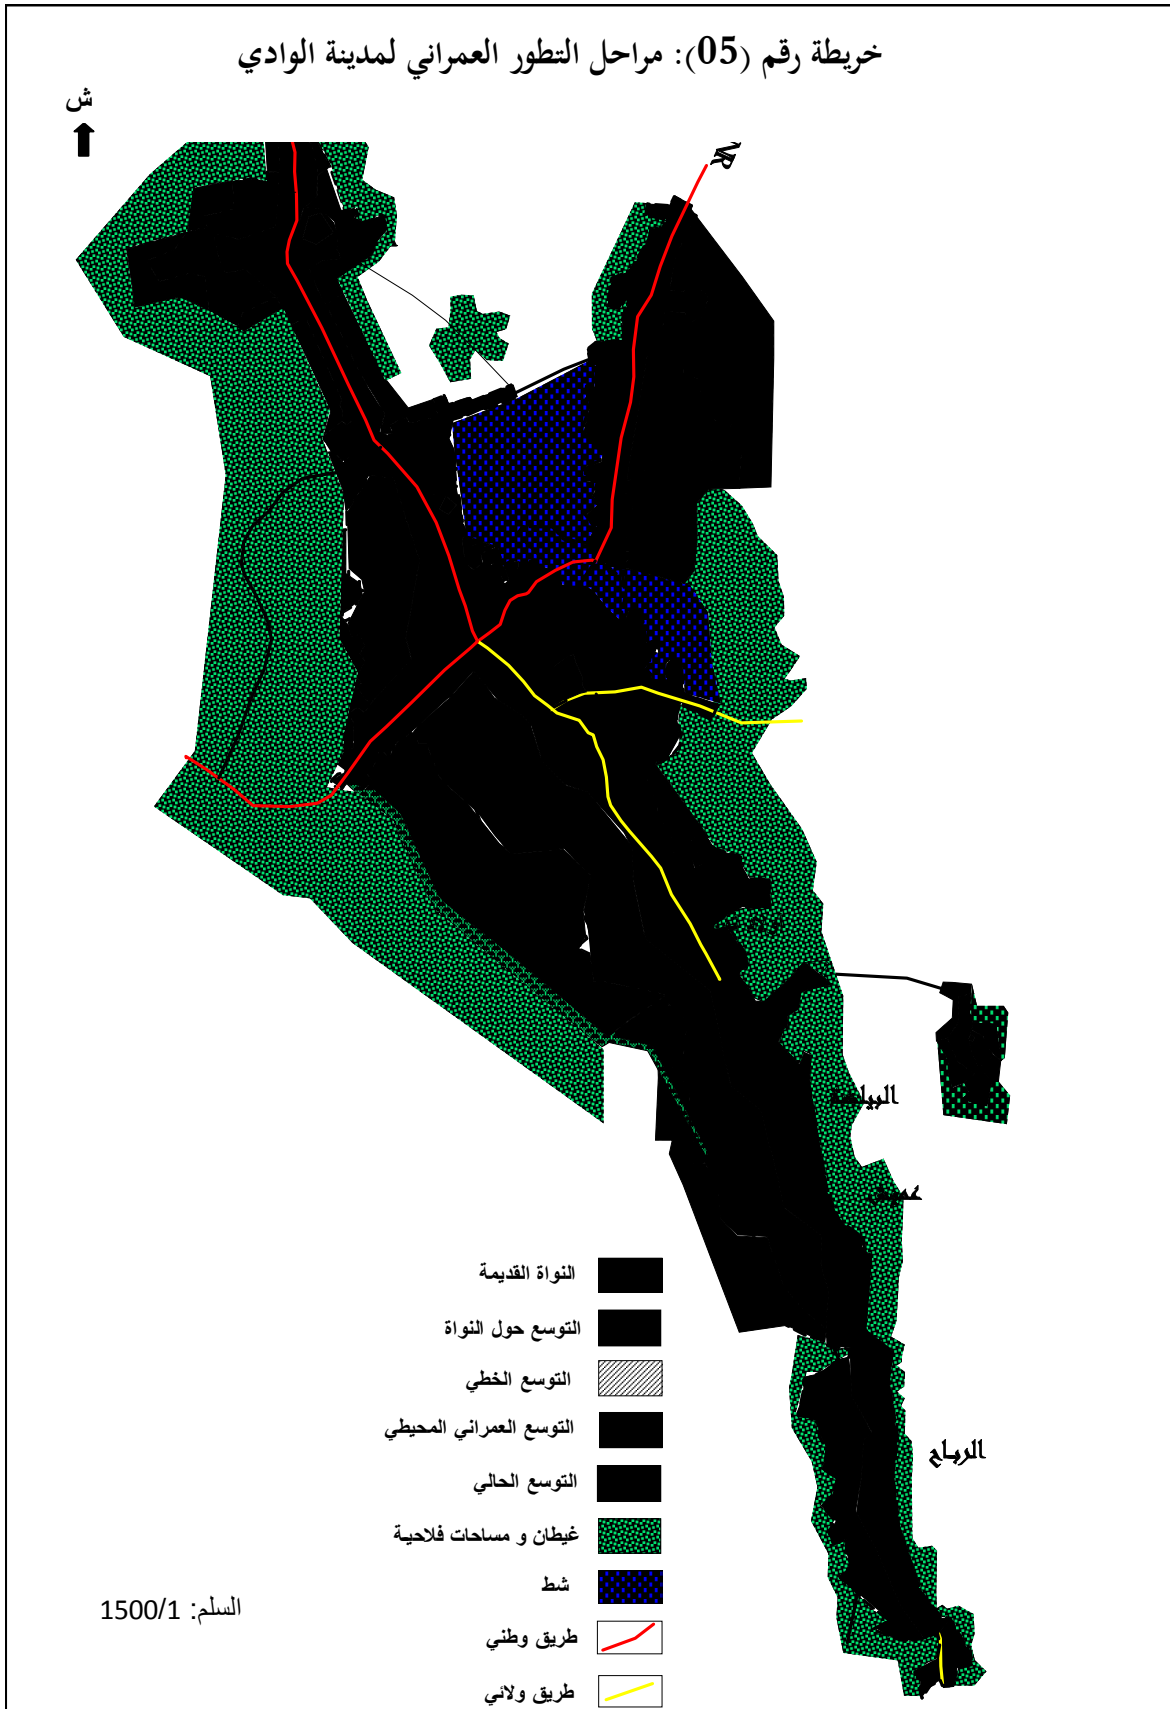 خريطة رقم (05): مراحل التطور العمراني لمدينة الوادي
ش
الرباح
النواة القديمة
التوسع حول النواة
التوسع الخطي
التوسع العمراني المحيطي
التوسع الحالي
غيطان و مساحات فلاحية
شط
طريق وطني
طريق ولائي
السلم: 1500/1